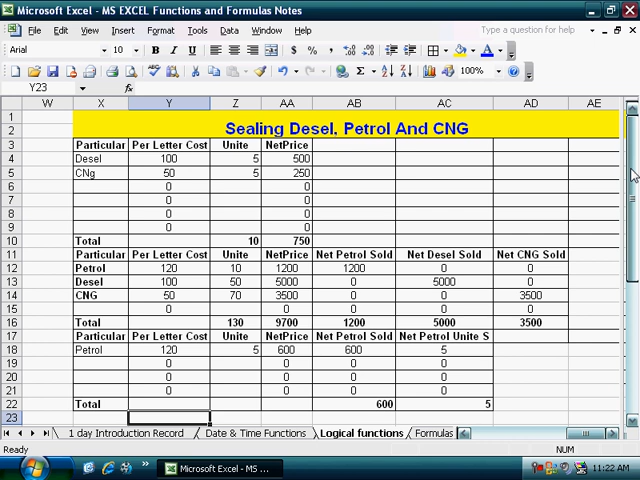 Microsoft Excel - MS EXCEL Functions and Formulas Notes
File Edit View Insert Format Tools Data Window Help
Type a question for help
Arial 10 B I U $ %
Σ 100%
Y23 fx
W X Y Z AA AB AC AD AE
1
2 Sealing Desel, Petrol And CNG
3 Particular Per Letter Cost Unite NetPrice
4 Desel 100 5 500
5 CNg 50 5 250
6 0 0
7 0 0
8 0 0
9 0 0
10 Total 10 750
11 Particular Per Letter Cost Unite NetPrice Net Petrol Sold Net Desel Sold Net CNG Sold
12 Petrol 120 10 1200 1200 0 0
13 Desel 100 50 5000 0 5000 0
14 CNG 50 70 3500 0 0 3500
15 0 0 0 0 0
16 Total 130 9700 1200 5000 3500
17 Particular Per Letter Cost Unite NetPrice Net Petrol Sold Net Petrol Unite S
18 Petrol 120 5 600 600 5
19 0 0 0 0
20 0 0 0 0
21 0 0 0 0
22 Total 600 5
23
1 day Introduction Record Date & Time Functions Logical functions Formulas
Ready NUM
start Microsoft Excel - MS ... 11:22 AM